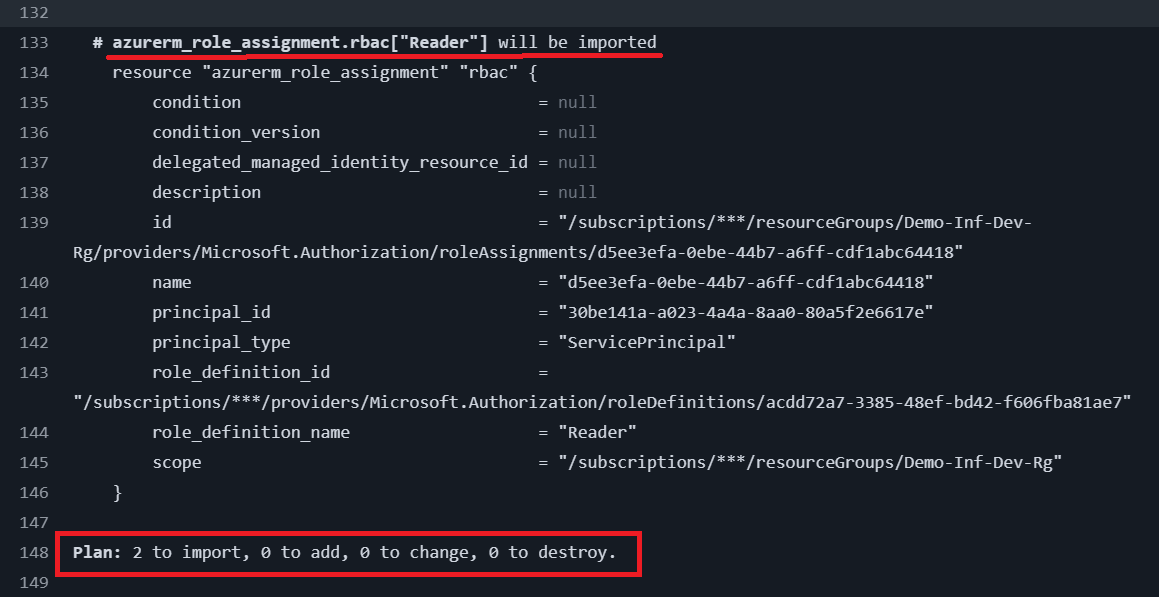 132
133 # azurerm_role_assignment.rbac["Reader"] will be imported
134 resource "azurerm_role_assignment" "rbac" {
135 condition = null
136 condition_version = null
137 delegated_managed_identity_resource_id = null
138 description = null
139 id = "/subscriptions/***/resourceGroups/Demo-Inf-Dev-
Rg/providers/Microsoft.Authorization/roleAssignments/d5ee3efa-0ebe-44b7-a6ff-cdf1abc64418"
140 name = "d5ee3efa-0ebe-44b7-a6ff-cdf1abc64418"
141 principal_id = "30be141a-a023-4a4a-8aa0-80a5f2e6617e"
142 principal_type = "ServicePrincipal"
143 role_definition_id =
"/subscriptions/***/providers/Microsoft.Authorization/roleDefinitions/acdd72a7-3385-48ef-bd42-f606fba81ae7"
144 role_definition_name = "Reader"
145 scope = "/subscriptions/***/resourceGroups/Demo-Inf-Dev-Rg"
146 }
147
148 Plan: 2 to import, 0 to add, 0 to change, 0 to destroy.
149